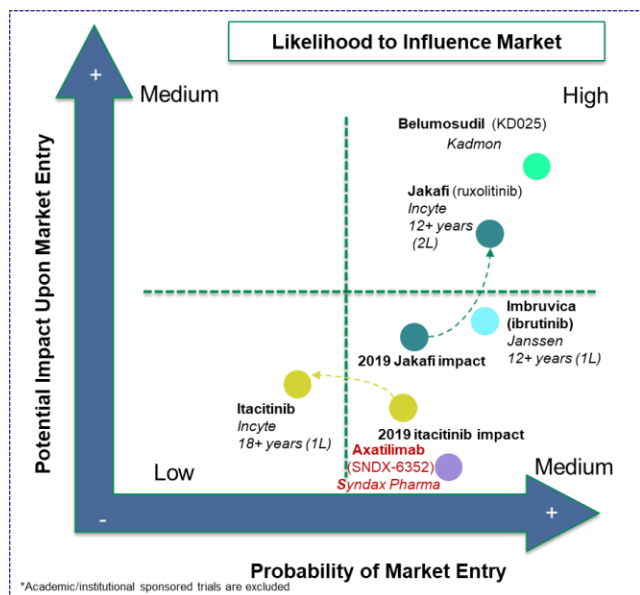 Likelihood to Influence Market
+
Medium
High
Belumosudil (KD025)
Kadmon
Jakafi (ruxolitinib)
Incyte
12+ years
(2L)
Potential Impact Upon Market Entry
Imbruvica
(ibrutinib)
Janssen
12+ years (1L)
2019 Jakafi impact
Itacitinib
Incyte
18+ years (1L)
2019 itacitinib impact
Axatilimab
(SNDX-6352)
Syndax Pharma
Low
Medium
-
+
Probability of Market Entry
*Academic/institutional sponsored trials are excluded